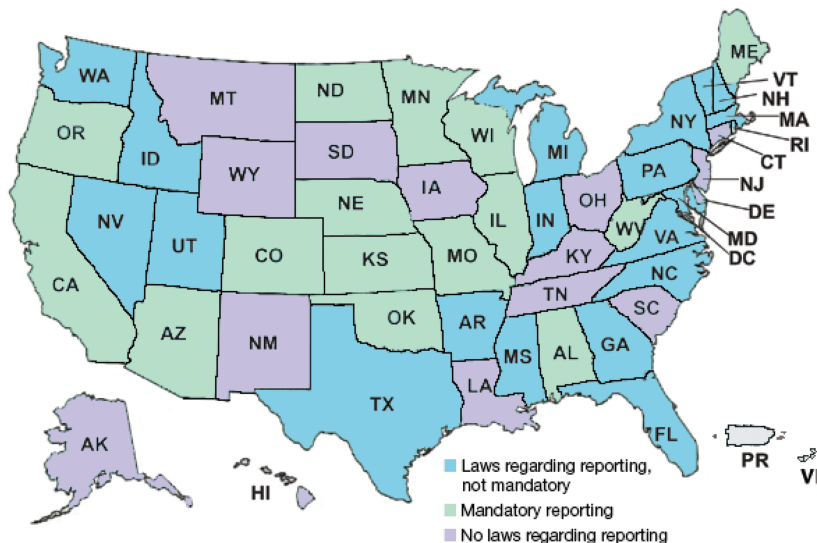 WA
MT
ND
MN
ME
VT
NH
MA
RI
CT
NJ
DE
MD
DC
OR
ID
WY
SD
WI
MI
NY
PA
NV
UT
CO
NE
IA
IL
IN
OH
WV
VA
CA
AZ
NM
KS
MO
KY
NC
TN
SC
OK
AR
MS
AL
GA
TX
LA
FL
AK
HI
PR
VI
Laws regarding reporting,
not mandatory
Mandatory reporting
No laws regarding reporting